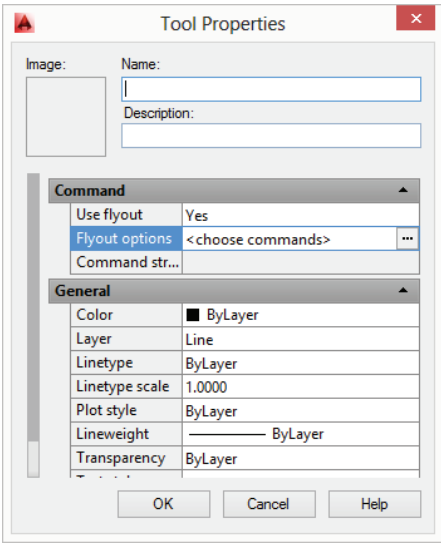 Tool Properties
Image:
Name:
Description:
Command
Use flyout Yes
Flyout options <choose commands> ...
Command str...
General
Color ByLayer
Layer Line
Linetype ByLayer
Linetype scale 1.0000
Plot style ByLayer
Lineweight ByLayer
Transparency ByLayer
OK Cancel Help